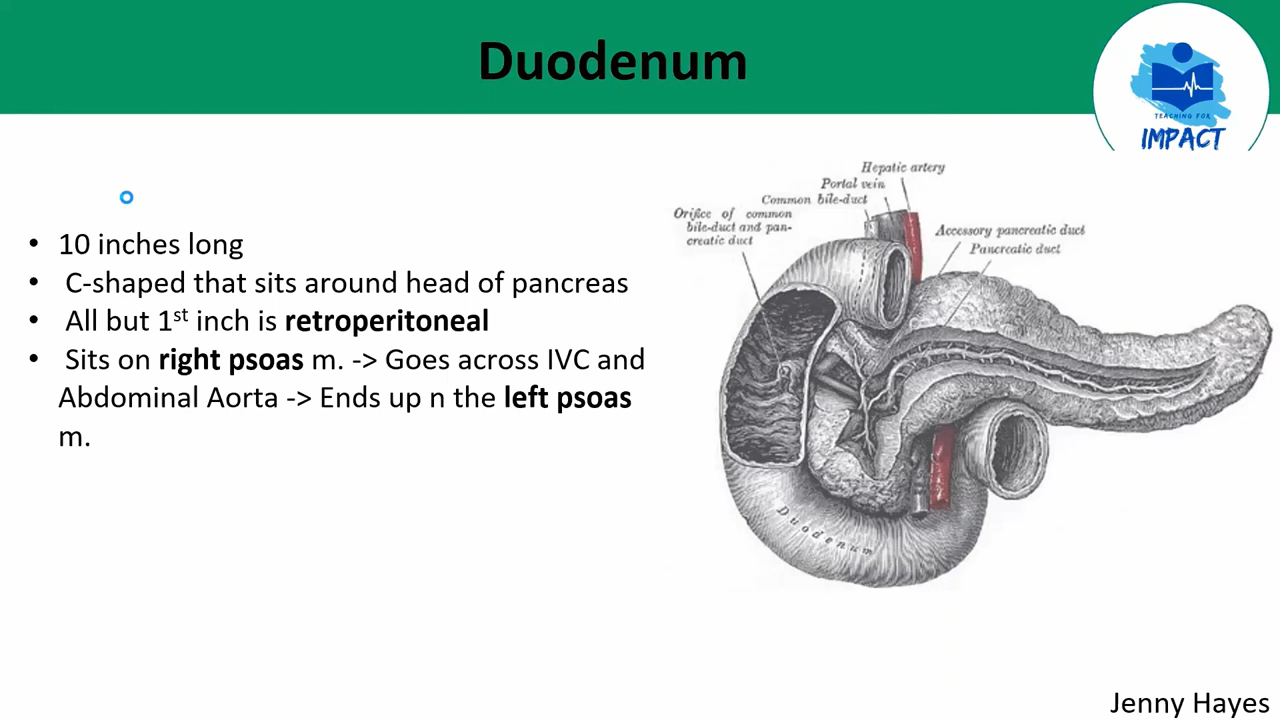 Duodenum
TEACHING FOR
IMPACT
• 10 inches long
• C-shaped that sits around head of pancreas
• All but 1st inch is retroperitoneal
• Sits on right psoas m. -> Goes across IVC and
Abdominal Aorta -> Ends up n the left psoas
m.
Hepatic artery
Portal vein
Common bile-duct
Orifice of common
bile-duct and pan-
creatic duct
Accessory pancreatic duct
Pancreatic duct
Duodenum
Jenny Hayes